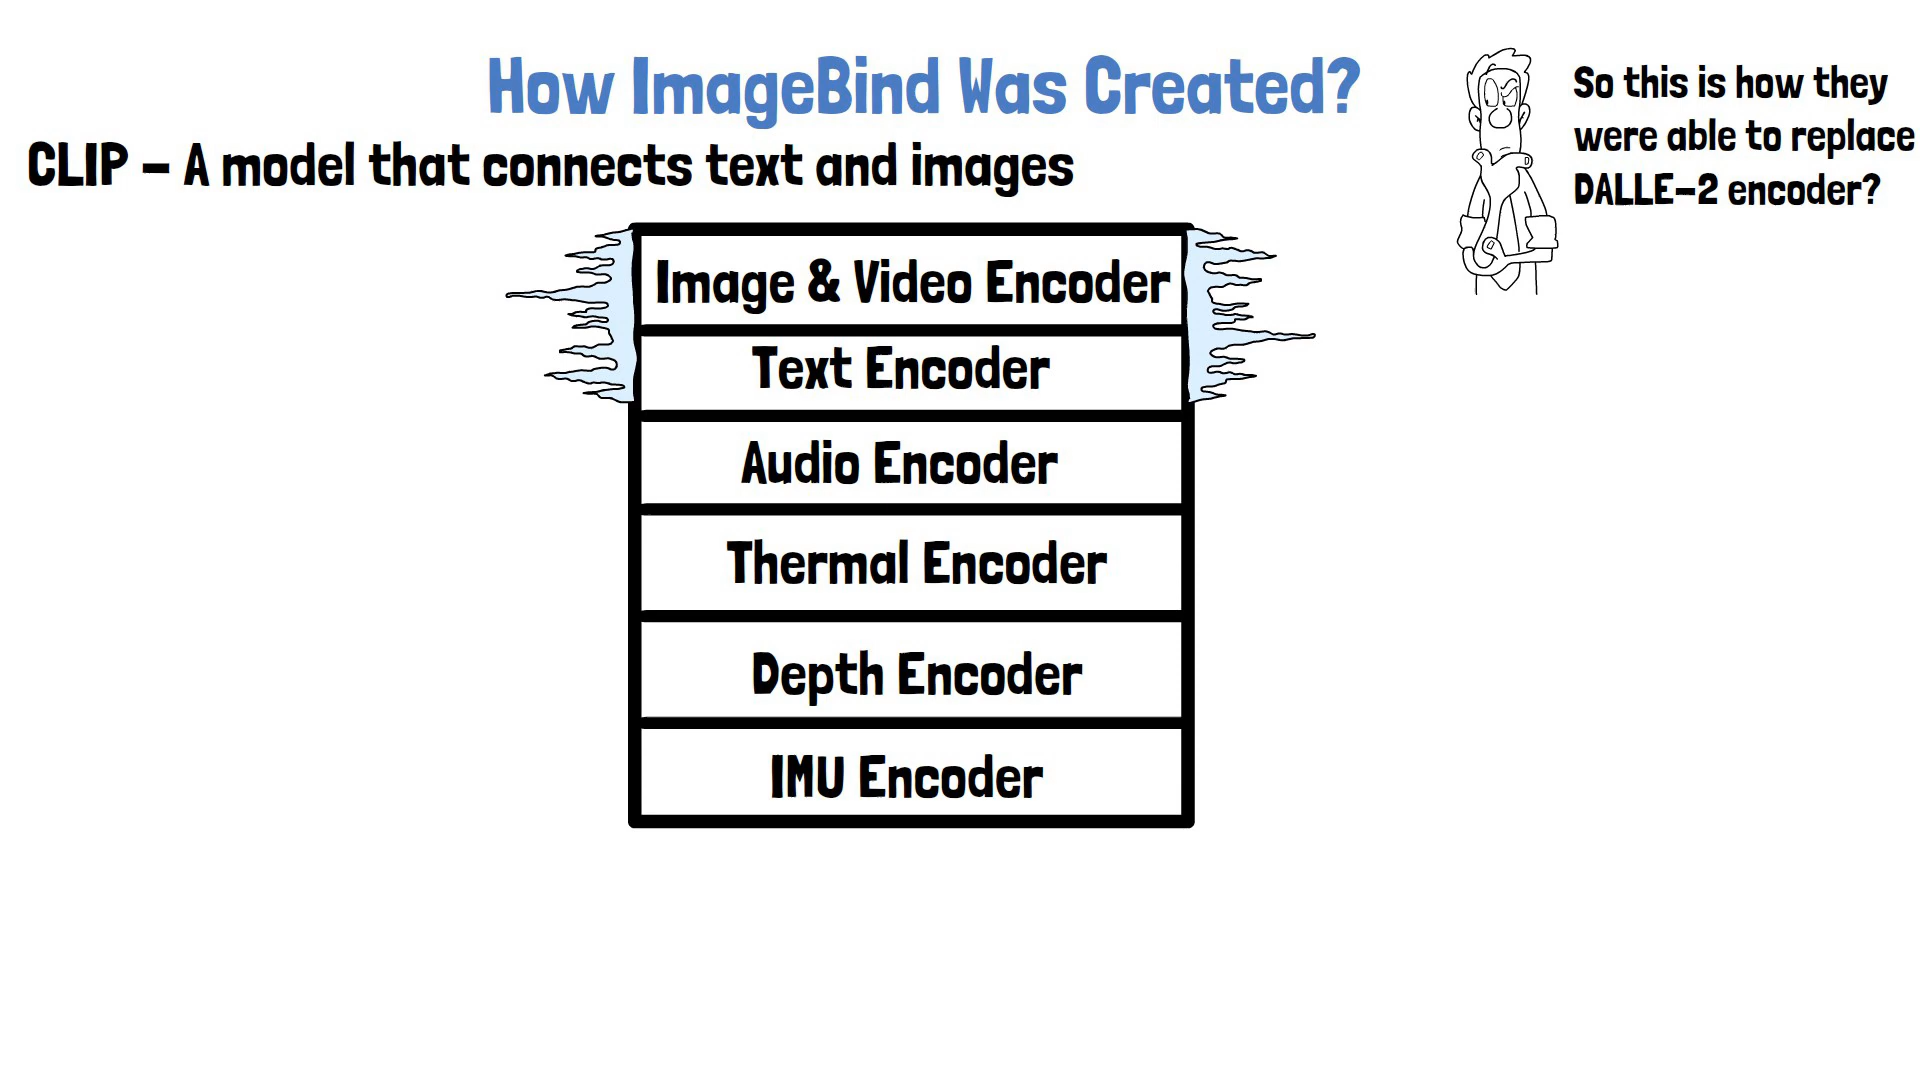 How ImageBind Was Created?
CLIP – A model that connects text and images
So this is how they
were able to replace
DALLE-2 encoder?
Image & Video Encoder
Text Encoder
Audio Encoder
Thermal Encoder
Depth Encoder
IMU Encoder